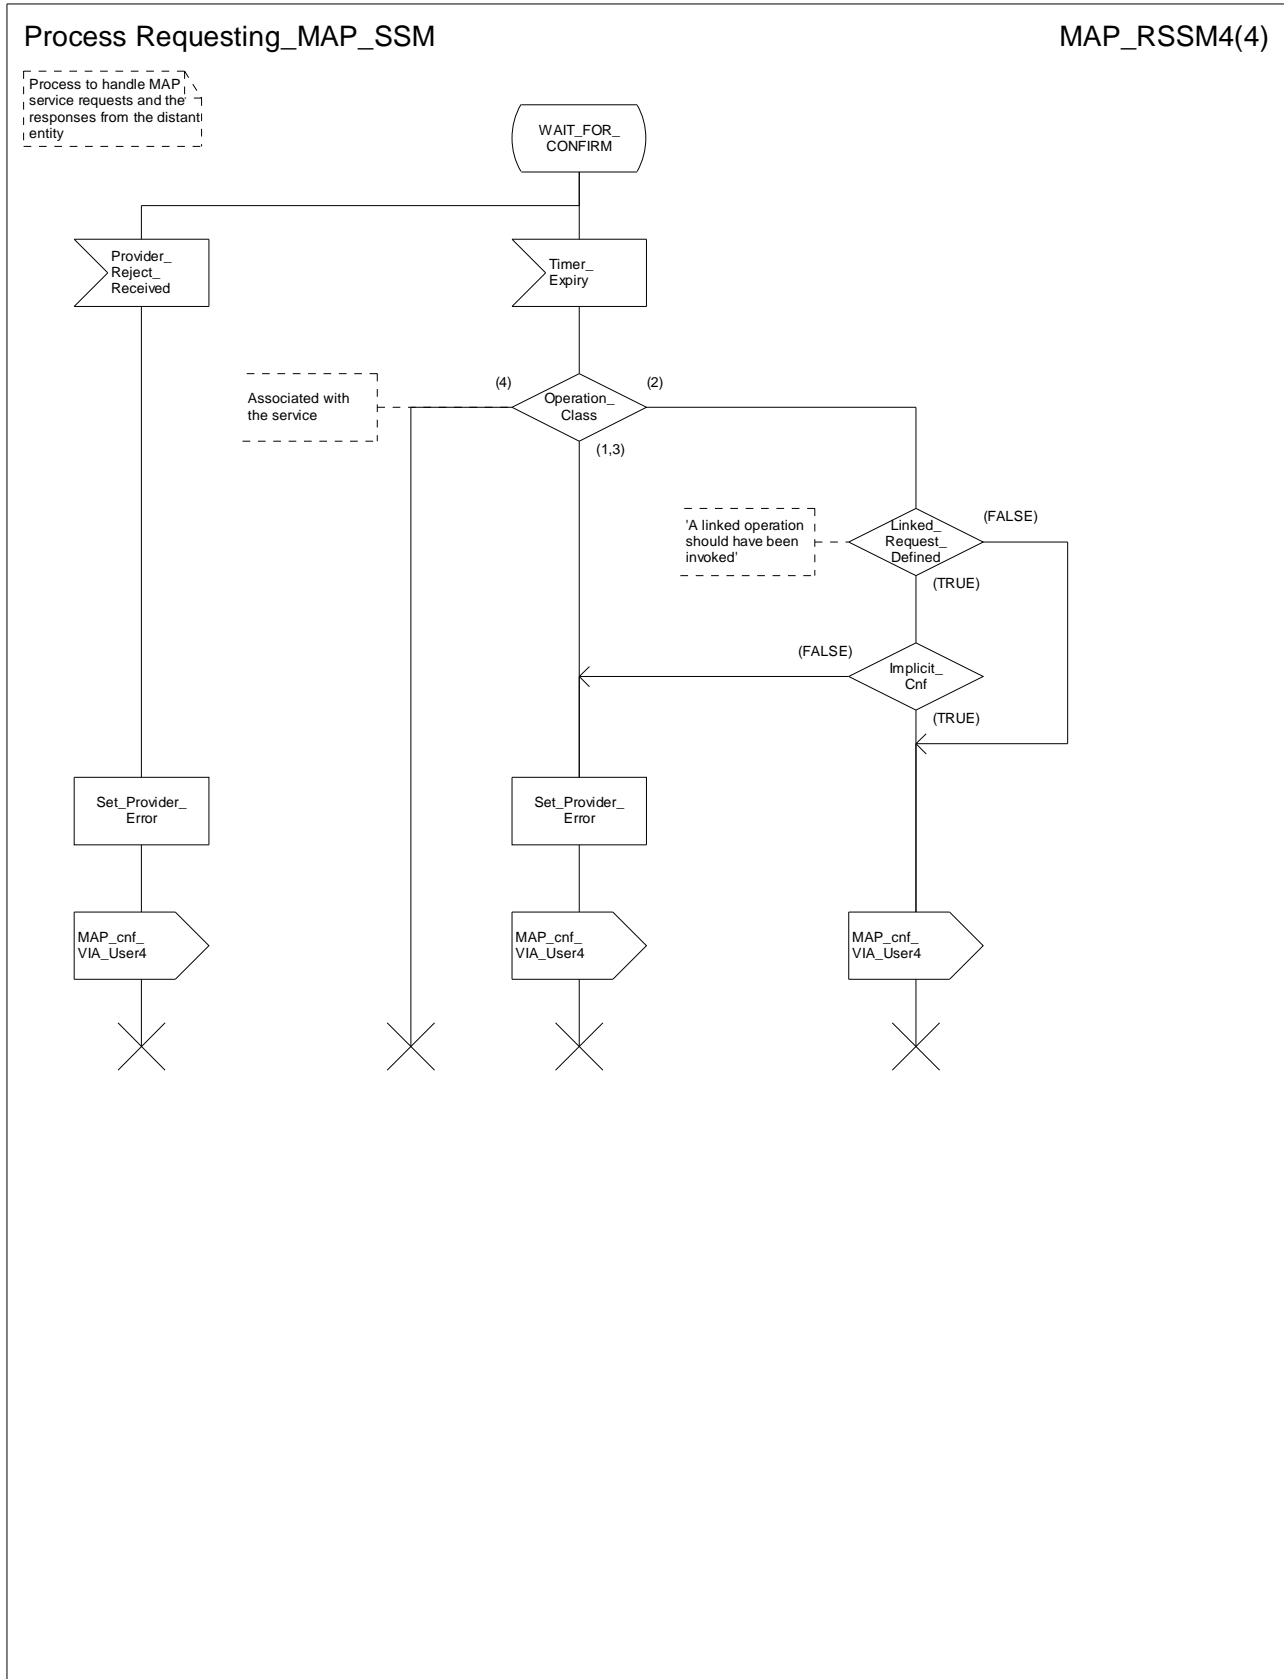 Process Requesting_MAP_SSM
MAP_RSSM4(4)
Process to handle MAP
service requests and the
responses from the distant
entity
WAIT_FOR_
CONFIRM
Provider_
Reject_
Received
Timer_
Expiry
Associated with
the service
(4)
Operation_
Class
(2)
(1,3)
'A linked operation
should have been
invoked'
Linked_
Request_
Defined
(FALSE)
(TRUE)
(FALSE)
Implicit_
Cnf
(TRUE)
Set_Provider_
Error
Set_Provider_
Error
MAP_cnf_
VIA_User4
MAP_cnf_
VIA_User4
MAP_cnf_
VIA_User4